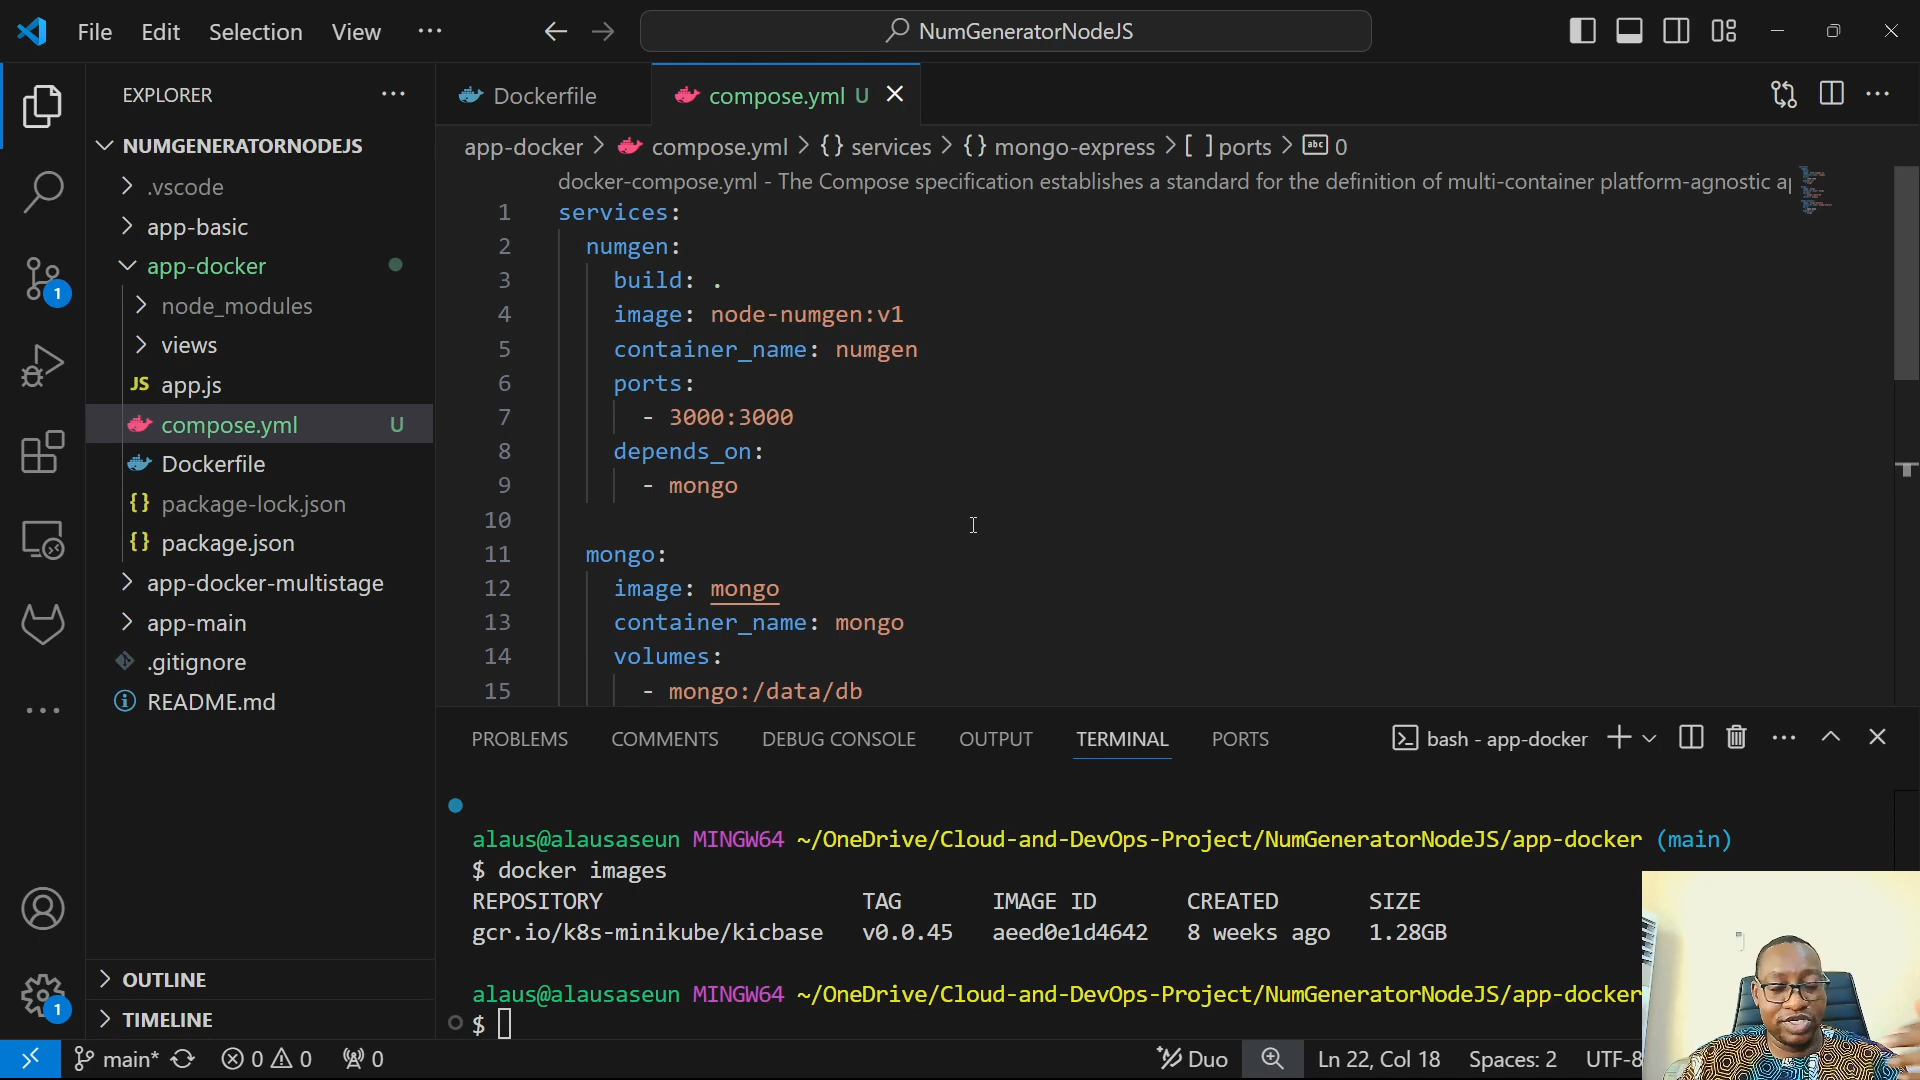 File Edit Selection View ··· NumGeneratorNodeJS
EXPLORER ···
NUMGENERATORNODEJS
.vscode
app-basic
app-docker
node_modules
views
JS app.js
compose.yml U
Dockerfile
{} package-lock.json
{} package.json
app-docker-multistage
app-main
.gitignore
README.md
OUTLINE
TIMELINE
1
1
Dockerfile
compose.yml U
app-docker > compose.yml > {} services > {} mongo-express > [ ] ports > abc 0
docker-compose.yml - The Compose specification establishes a standard for the definition of multi-container platform-agnostic
1 services:
2 numgen:
3 build: .
4 image: node-numgen:v1
5 container_name: numgen
6 ports:
7 - 3000:3000
8 depends_on:
9 - mongo
10
11 mongo:
12 image: mongo
13 container_name: mongo
14 volumes:
15 - mongo:/data/db
PROBLEMS COMMENTS DEBUG CONSOLE OUTPUT TERMINAL PORTS bash - app-docker
alaus@alausaseun MINGW64 ~/OneDrive/Cloud-and-DevOps-Project/NumGeneratorNodeJS/app-docker (main)
$ docker images
REPOSITORY TAG IMAGE ID CREATED SIZE
gcr.io/k8s-minikube/kicbase v0.0.45 aeed0e1d4642 8 weeks ago 1.28GB
alaus@alausaseun MINGW64 ~/OneDrive/Cloud-and-DevOps-Project/NumGeneratorNodeJS/app-docker
$
main* 0 0 0 Duo Ln 22, Col 18 Spaces: 2 UTF-8